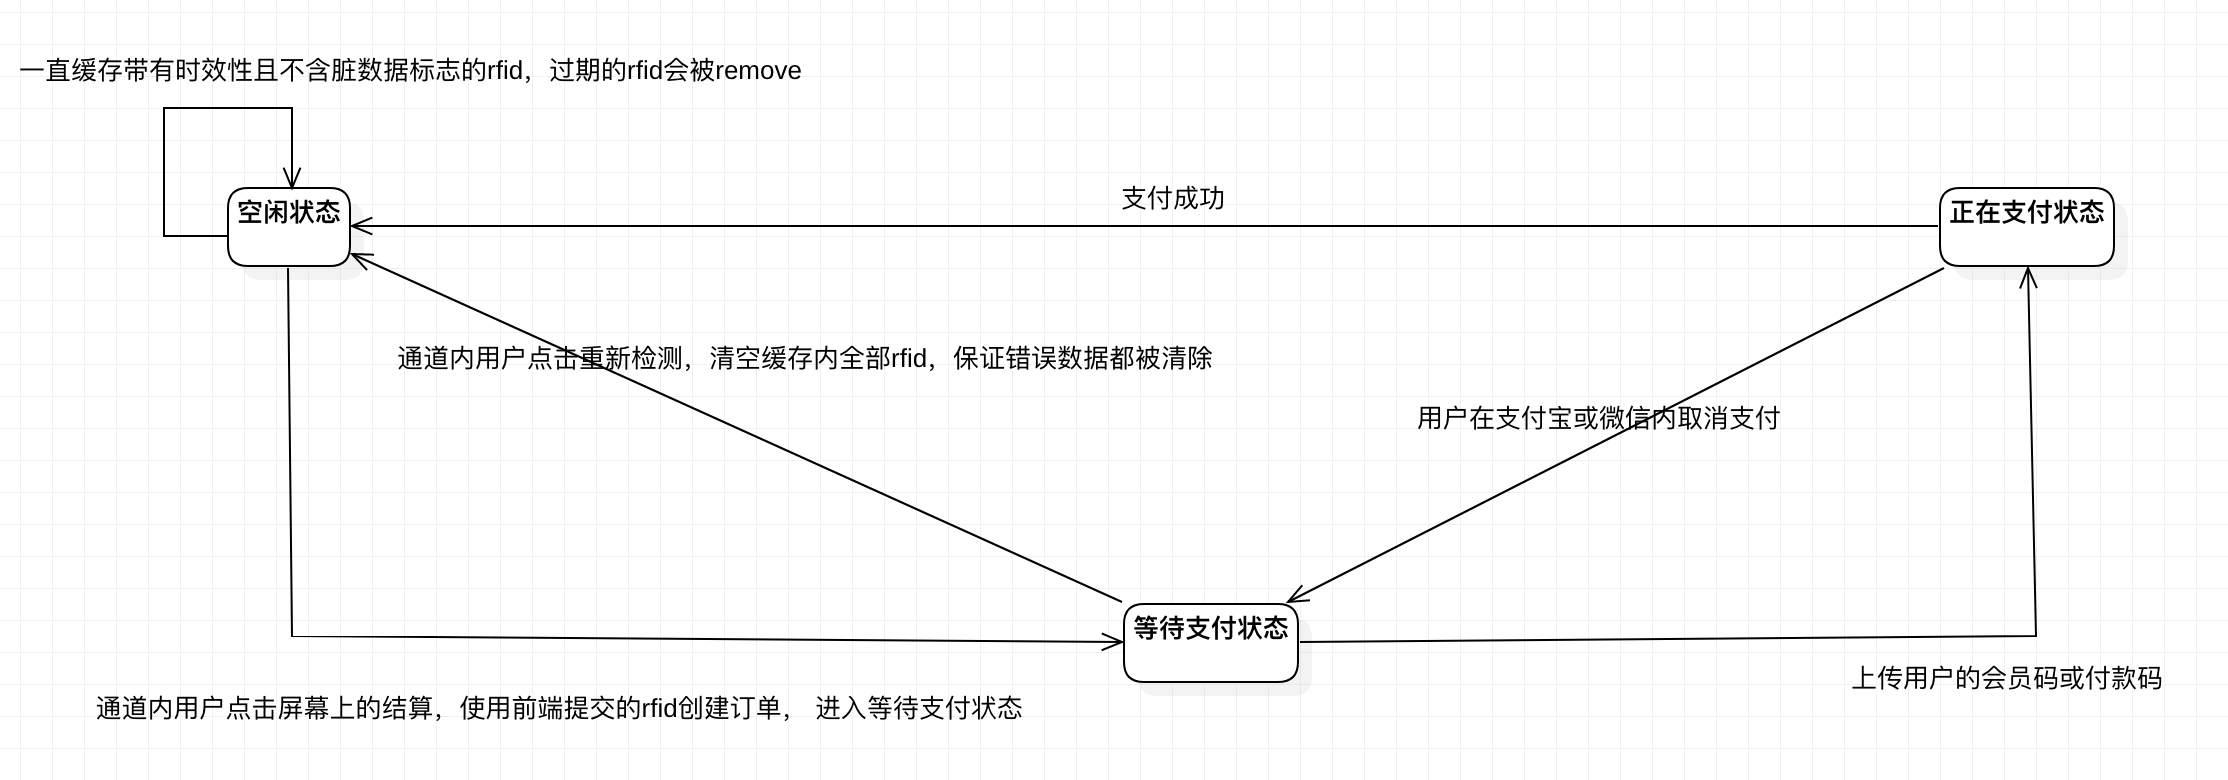 一直缓存带有时效性且不含脏数据标志的rfid，过期的rfid会被remove
支付成功
空闲状态
正在支付状态
通道内用户点击重新检测，清空缓存内全部rfid，保证错误数据都被清除
用户在支付宝或微信内取消支付
等待支付状态
上传用户的会员码或付款码
通道内用户点击屏幕上的结算，使用前端提交的rfid创建订单， 进入等待支付状态